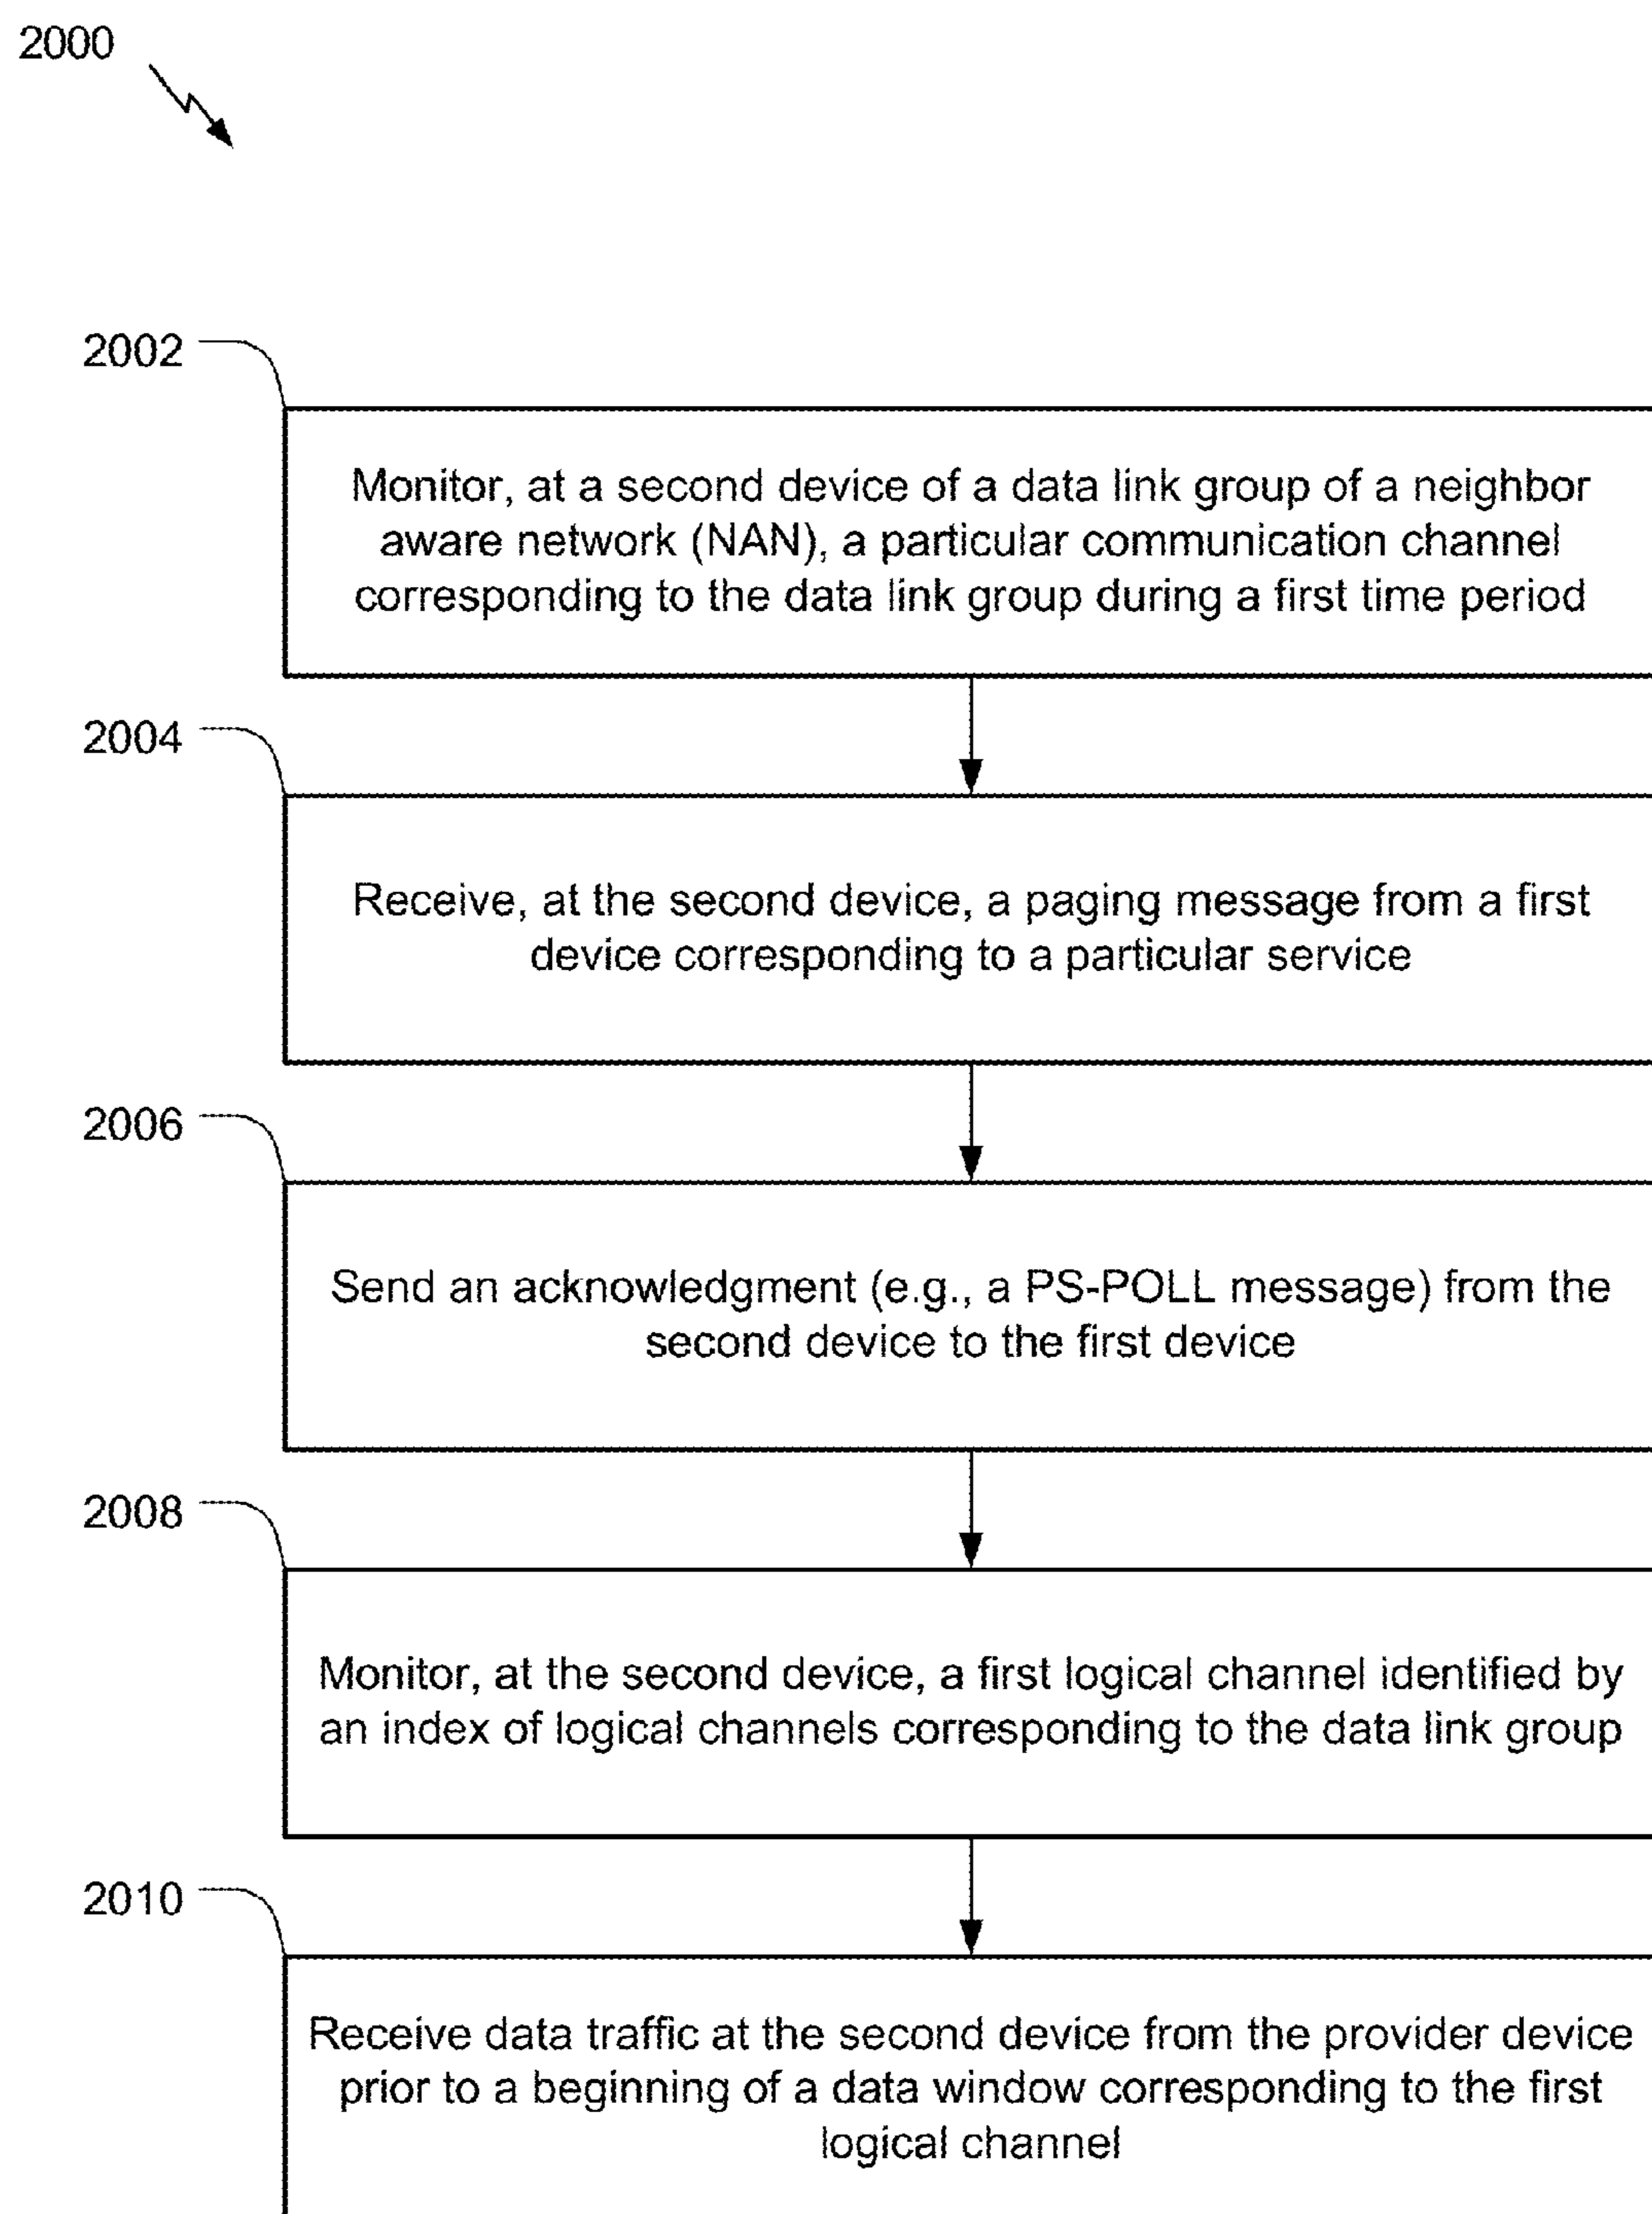 2000
2002
Monitor, at a second device of a data link group of a neighbor
aware network (NAN), a particular communication channel
corresponding to the data link group during a first time period
2004
Receive, at the second device, a paging message from a first
device corresponding to a particular service
2006
Send an acknowledgment (e.g., a PS-POLL message) from the
second device to the first device
2008
Monitor, at the second device, a first logical channel identified by
an index of logical channels corresponding to the data link group
2010
Receive data traffic at the second device from the provider device
prior to a beginning of a data window corresponding to the first
logical channel